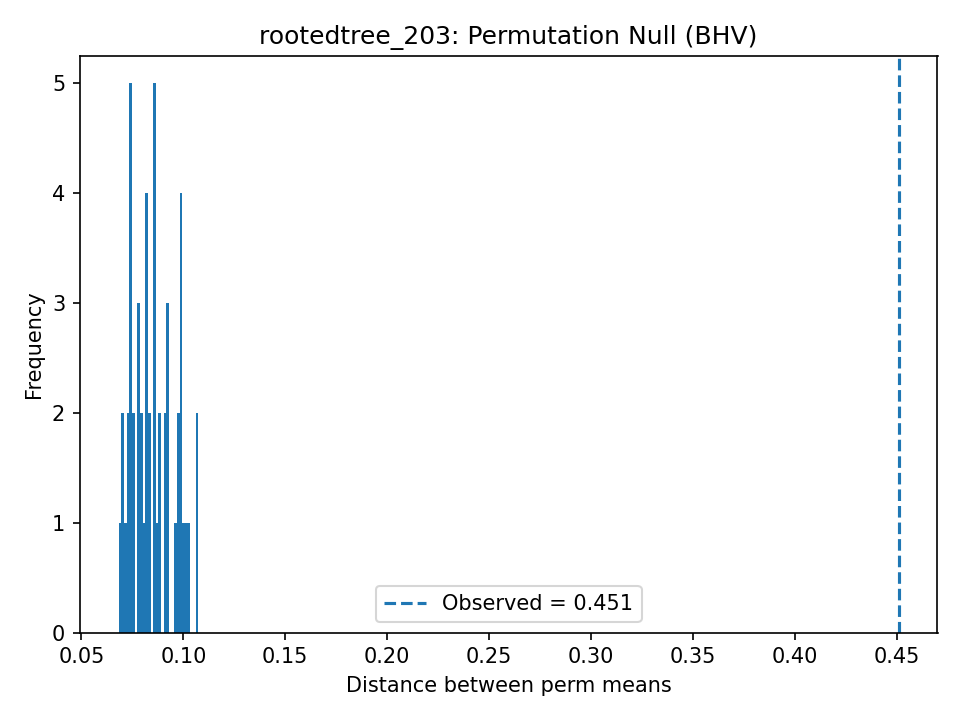 rootedtree_203: Permutation Null (BHV)
Frequency
5
4
3
2
1
0
Observed = 0.451
0.05 0.10 0.15 0.20 0.25 0.30 0.35 0.40 0.45
Distance between perm means